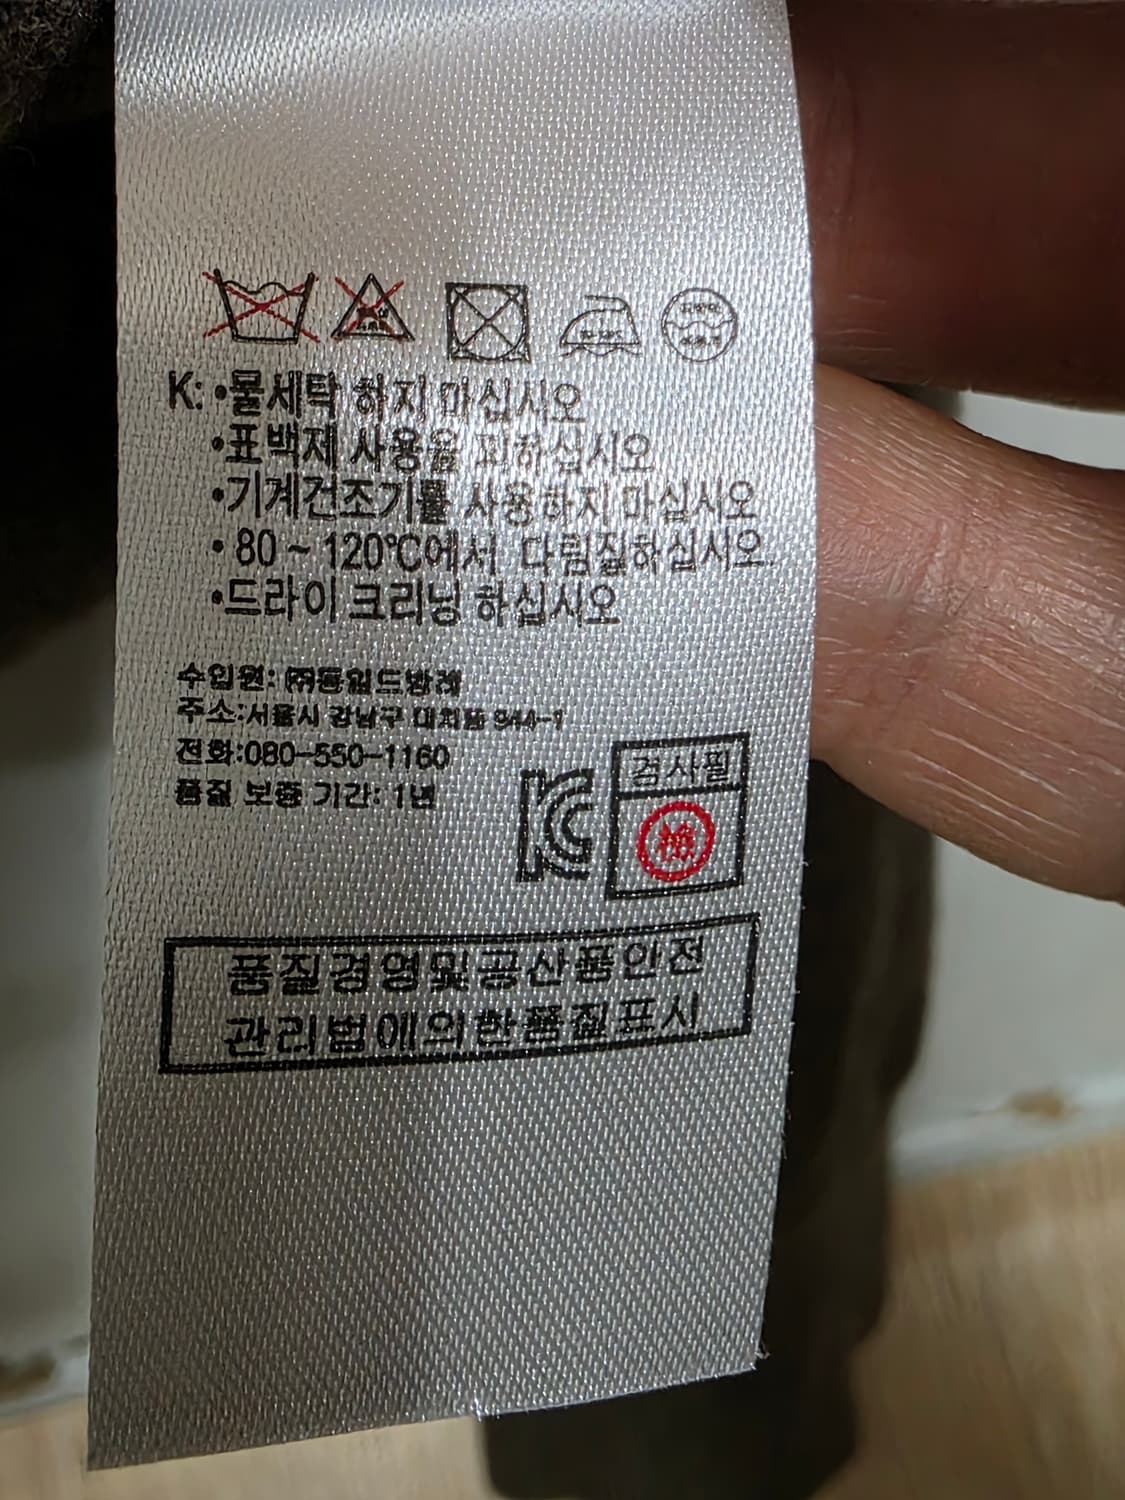 K: •물세탁 하지 마십시오
•표백제 사용을 피하십시오
•기계건조기를 사용하지 마십시오
• 80 ~ 120℃에서 다림질하십시오.
•드라이 크리닝 하십시오
수입원: ㈜동일드방레
주소:서울시 강남구 대치동 944-1
전화:080-550-1160
품질 보증 기간: 1년
검사필
檢
품질경영및공산품안전
관리법에의한품질표시